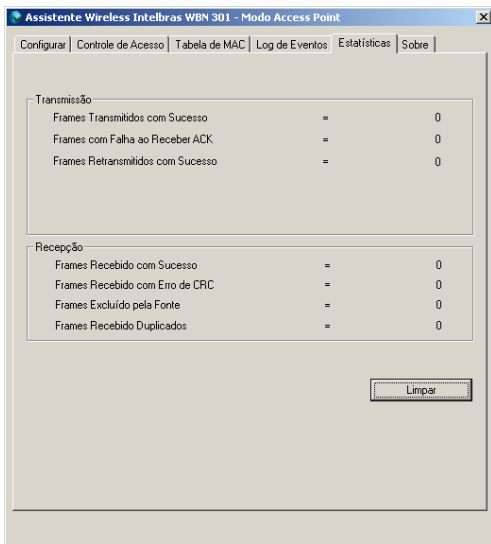 Assistente Wireless Intelbras WBN 301 - Modo Access Point
Configurar Controle de Acesso Tabela de MAC Log de Eventos Estatísticas Sobre
Transmissão
Frames Transmitidos com Sucesso = 0
Frames com Falha ao Receber ACK = 0
Frames Retransmitidos com Sucesso = 0
Recepção
Frames Recebido com Sucesso = 0
Frames Recebido com Erro de CRC = 0
Frames Excluído pela Fonte = 0
Frames Recebido Duplicados = 0
Limpar